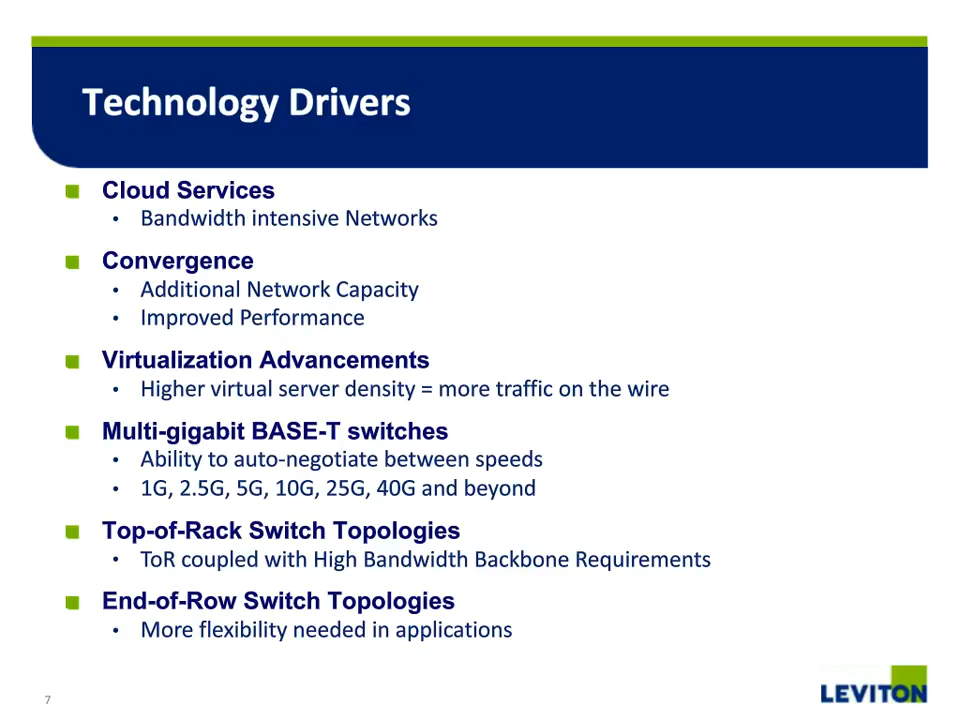 Technology Drivers
Cloud Services
• Bandwidth intensive Networks
Convergence
• Additional Network Capacity
• Improved Performance
Virtualization Advancements
• Higher virtual server density = more traffic on the wire
Multi-gigabit BASE-T switches
• Ability to auto-negotiate between speeds
• 1G, 2.5G, 5G, 10G, 25G, 40G and beyond
Top-of-Rack Switch Topologies
• ToR coupled with High Bandwidth Backbone Requirements
End-of-Row Switch Topologies
• More flexibility needed in applications
7
LEVITON